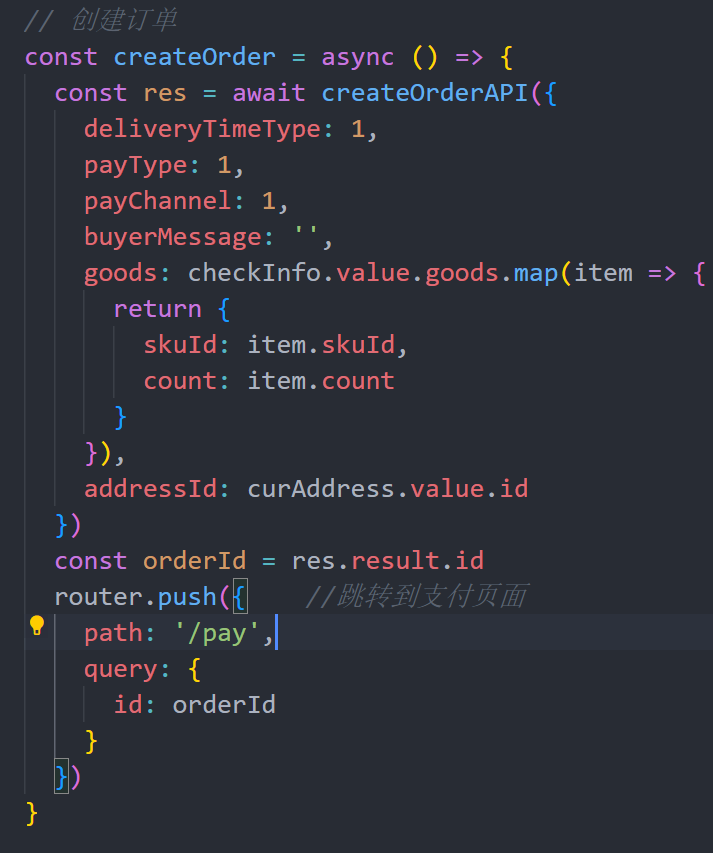 // 创建订单
const createOrder = async () => {
  const res = await createOrderAPI({
    deliveryTimeType: 1,
    payType: 1,
    payChannel: 1,
    buyerMessage: '',
    goods: checkInfo.value.goods.map(item => {
      return {
        skuId: item.skuId,
        count: item.count
      }
    }),
    addressId: curAddress.value.id
  })
  const orderId = res.result.id
  router.push({    //跳转到支付页面
    path: '/pay',
    query: {
      id: orderId
    }
  })
}